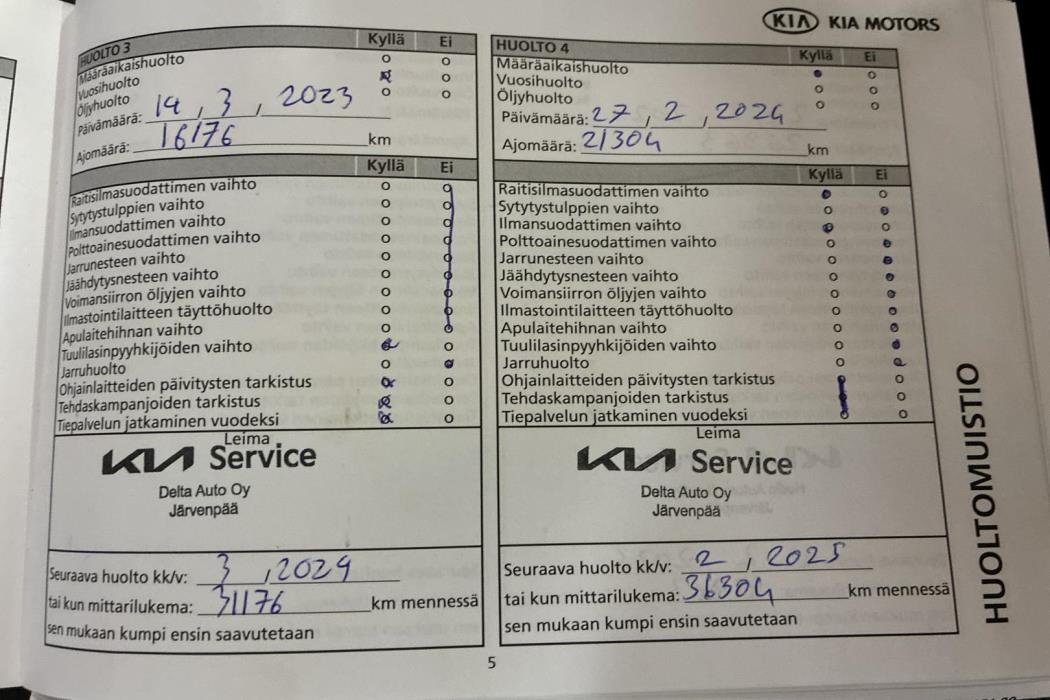 KIA KIA MOTORS
HUOLTO 3 Kyllä Ei
Määräaikaishuolto
Vuosihuolto
Öljyhuolto
Päivämäärä: 14, 3, 2023
Ajomäärä: 16176 km
Kyllä Ei
Raitisilmasuodattimen vaihto
Sytytystulppien vaihto
Ilmansuodattimen vaihto
Polttoainesuodattimen vaihto
Jarrunesteen vaihto
Jäähdytysnesteen vaihto
Voimansiirron öljyjen vaihto
Ilmastointilaitteen täyttöhuolto
Apulaitehihnan vaihto
Tuulilasinpyyhkijöiden vaihto
Jarruhuolto
Ohjainlaitteiden päivitysten tarkistus
Tehdaskampanjoiden tarkistus
Tiepalvelun jatkaminen vuodeksi
Leima
KIA Service
Delta Auto Oy
Järvenpää
Seuraava huolto kk/v: 3, 2024
tai kun mittarilukema: 31176 km mennessä
sen mukaan kumpi ensin saavutetaan
HUOLTO 4 Kyllä Ei
Määräaikaishuolto
Vuosihuolto
Öljyhuolto
Päivämäärä: 27, 2, 2024
Ajomäärä: 21304 km
Kyllä Ei
Raitisilmasuodattimen vaihto
Sytytystulppien vaihto
Ilmansuodattimen vaihto
Polttoainesuodattimen vaihto
Jarrunesteen vaihto
Jäähdytysnesteen vaihto
Voimansiirron öljyjen vaihto
Ilmastointilaitteen täyttöhuolto
Apulaitehihnan vaihto
Tuulilasinpyyhkijöiden vaihto
Jarruhuolto
Ohjainlaitteiden päivitysten tarkistus
Tehdaskampanjoiden tarkistus
Tiepalvelun jatkaminen vuodeksi
Leima
KIA Service
Delta Auto Oy
Järvenpää
Seuraava huolto kk/v: 2, 2025
tai kun mittarilukema: 36304 km mennessä
sen mukaan kumpi ensin saavutetaan
HUOLTOMUISTIO
5